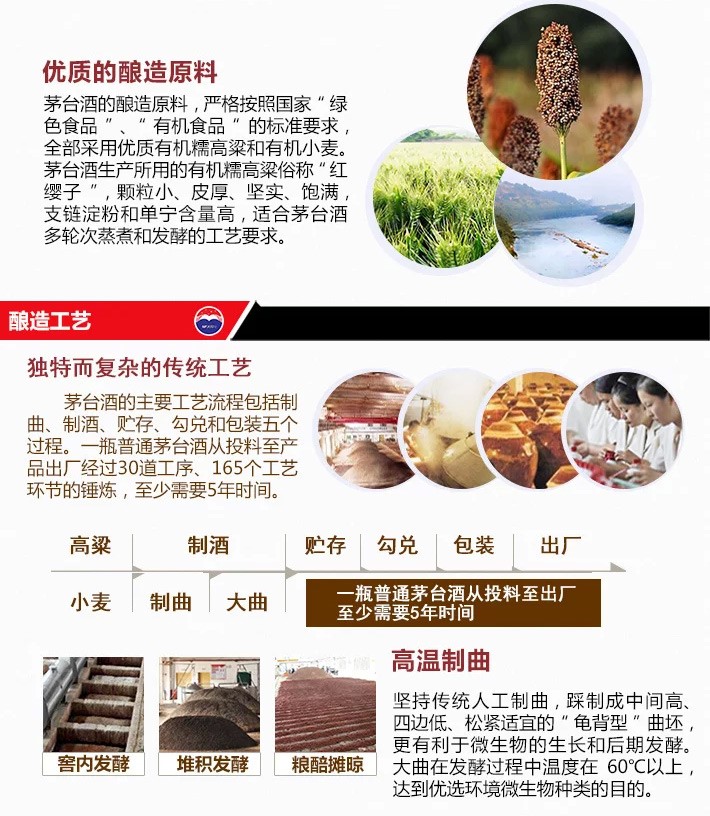 优质的酿造原料
茅台酒的酿造原料，严格按照国家“绿
色食品”、“有机食品”的标准要求，
全部采用优质有机糯高粱和有机小麦。
茅台酒生产所用的有机糯高粱俗称“红
缨子”，颗粒小、皮厚、坚实、饱满，
支链淀粉和单宁含量高，适合茅台酒
多轮次蒸煮和发酵的工艺要求。
酿造工艺
独特而复杂的传统工艺
茅台酒的主要工艺流程包括制
曲、制酒、贮存、勾兑和包装五个
过程。一瓶普通茅台酒从投料至产
品出厂经过30道工序、165个工艺
环节的锤炼，至少需要5年时间。
高粱 制酒 贮存 勾兑 包装 出厂
小麦 制曲 大曲
一瓶普通茅台酒从投料至出厂
至少需要5年时间
窖内发酵 堆积发酵 粮醅摊晾
高温制曲
坚持传统人工制曲，踩制成中间高、
四边低、松紧适宜的“龟背型”曲坯，
更有利于微生物的生长和后期发酵。
大曲在发酵过程中温度在 60℃以上，
达到优选环境微生物种类的目的。